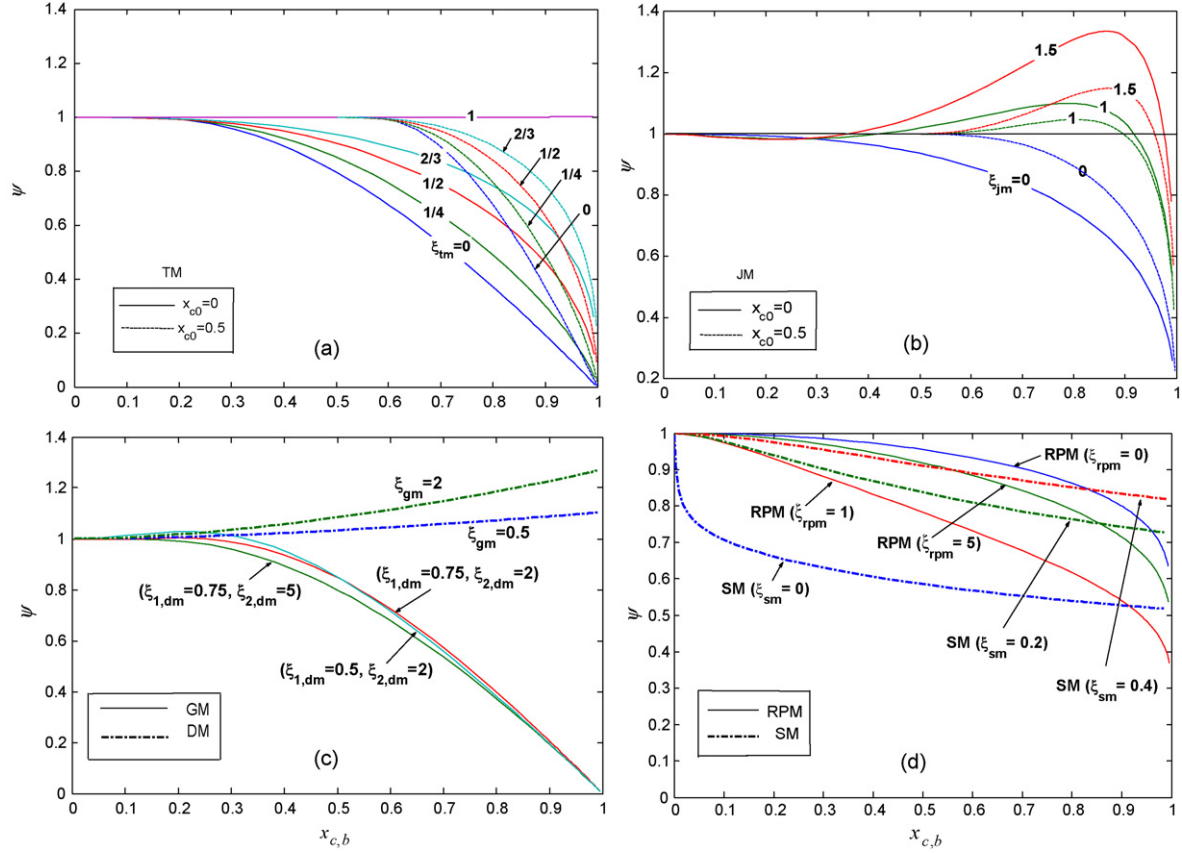 1.4
1.2
1
0.8
0.6
0.4
0.2
0
ψ
0 0.1 0.2 0.3 0.4 0.5 0.6 0.7 0.8 0.9 1
1
2/3
1/2
1/4
0
2/3
1/2
1/4
ξtm=0
TM
xc0=0
xc0=0.5
(a)
1.4
1.2
1
0.8
0.6
0.4
0.2
ψ
0 0.1 0.2 0.3 0.4 0.5 0.6 0.7 0.8 0.9 1
1.5
1.5
1
1
0
ξjm=0
JM
xc0=0
xc0=0.5
(b)
1.4
1.2
1
0.8
0.6
0.4
0.2
0
ψ
0 0.1 0.2 0.3 0.4 0.5 0.6 0.7 0.8 0.9 1
xc,b
ξgm=2
ξgm=0.5
(ξ1,dm=0.75, ξ2,dm=2)
(ξ1,dm=0.75, ξ2,dm=5)
(ξ1,dm=0.5, ξ2,dm=2)
GM
DM
(c)
1
0.9
0.8
0.7
0.6
0.5
0.4
0.3
0.2
0.1
0
ψ
0 0.1 0.2 0.3 0.4 0.5 0.6 0.7 0.8 0.9 1
xc,b
RPM (ξrpm= 0)
RPM (ξrpm= 1)
RPM (ξrpm= 5)
SM (ξsm= 0)
SM (ξsm= 0.2)
SM (ξsm= 0.4)
RPM
SM
(d)